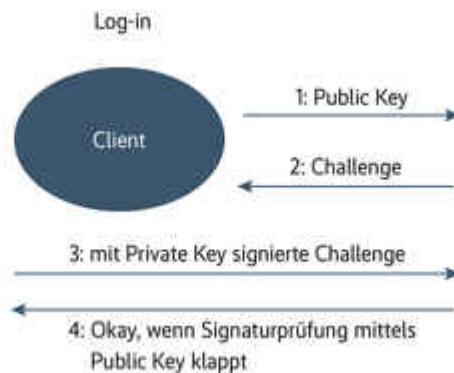 Log-in
Client
1: Public Key
2: Challenge
3: mit Private Key signierte Challenge
4: Okay, wenn Signaturprüfung mittels
Public Key klappt